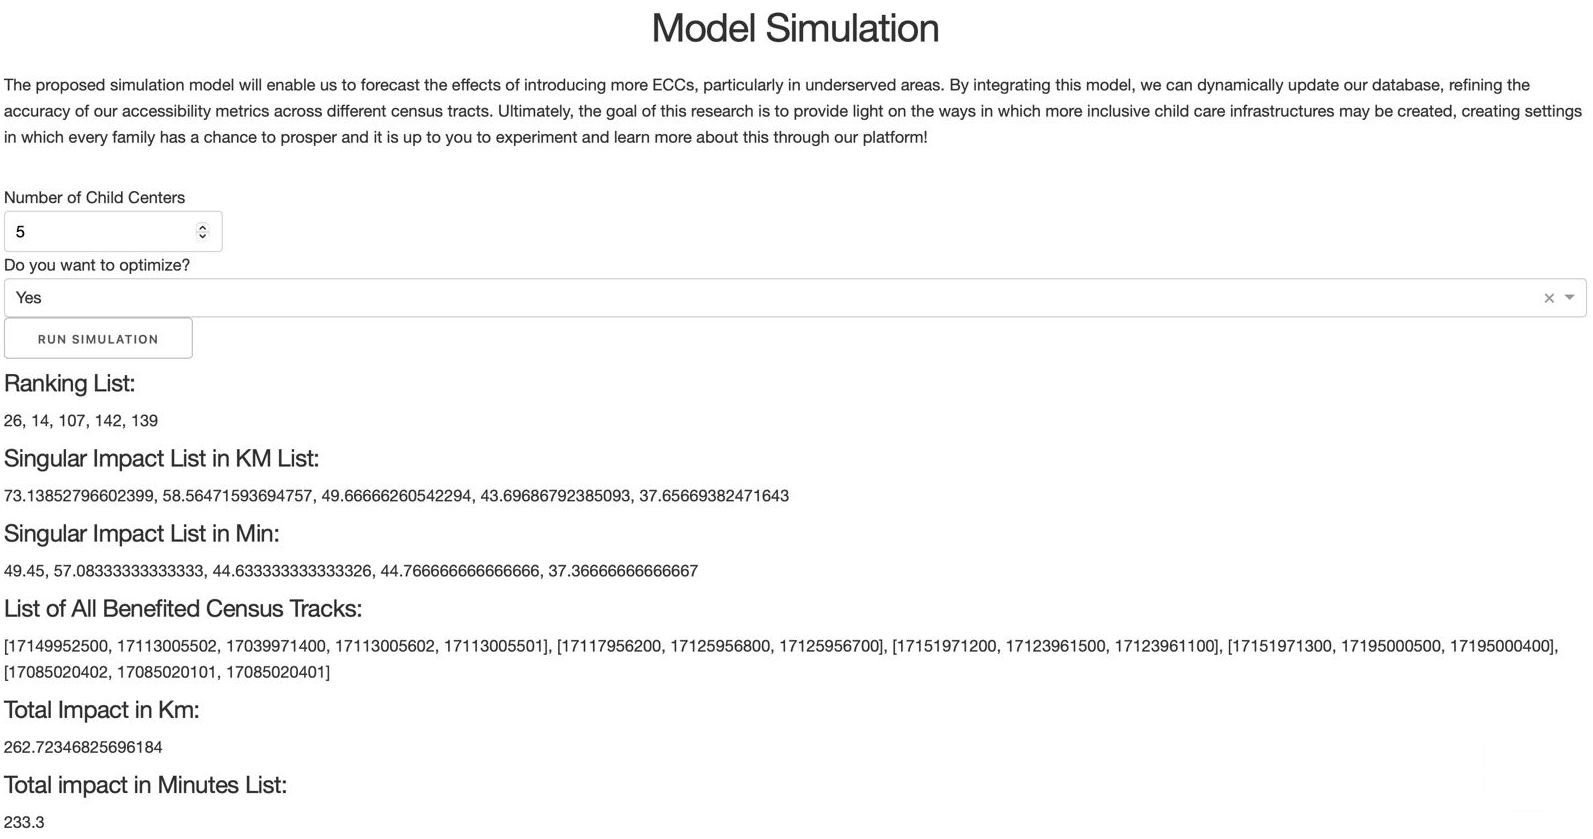 Model Simulation
The proposed simulation model will enable us to forecast the effects of introducing more ECCs, particularly in underserved areas. By integrating this model, we can dynamically update our database, refining the
accuracy of our accessibility metrics across different census tracts. Ultimately, the goal of this research is to provide light on the ways in which more inclusive child care infrastructures may be created, creating settings
in which every family has a chance to prosper and it is up to you to experiment and learn more about this through our platform!
Number of Child Centers
5
Do you want to optimize?
Yes
RUN SIMULATION
Ranking List:
26, 14, 107, 142, 139
Singular Impact List in KM List:
73.13852796602399, 58.56471593694757, 49.66666260542294, 43.69686792385093, 37.65669382471643
Singular Impact List in Min:
49.45, 57.08333333333333, 44.633333333333326, 44.766666666666666, 37.36666666666667
List of All Benefited Census Tracks:
[17149952500, 17113005502, 17039971400, 17113005602, 17113005501], [17117956200, 17125956800, 17125956700], [17151971200, 17123961500, 17123961100], [17151971300, 17195000500, 17195000400],
[17085020402, 17085020101, 17085020401]
Total Impact in Km:
262.72346825696184
Total impact in Minutes List:
233.3